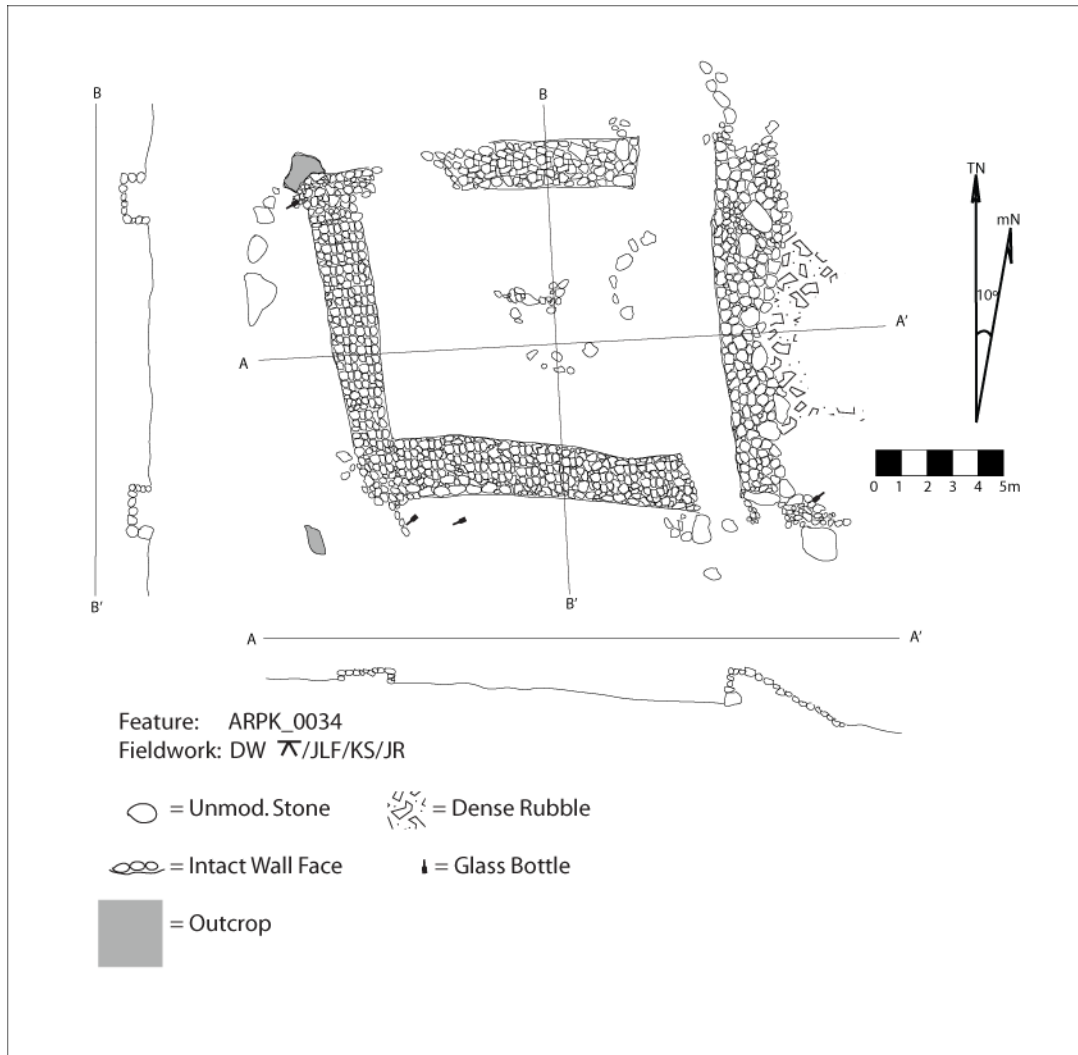 B
B
TN
mN
10º
A'
A
0 1 2 3 4 5m
B'
B'
A
A'
Feature: ARPK_0034
Fieldwork: DW ⊼/JLF/KS/JR
= Unmod. Stone
= Dense Rubble
= Intact Wall Face
= Glass Bottle
= Outcrop